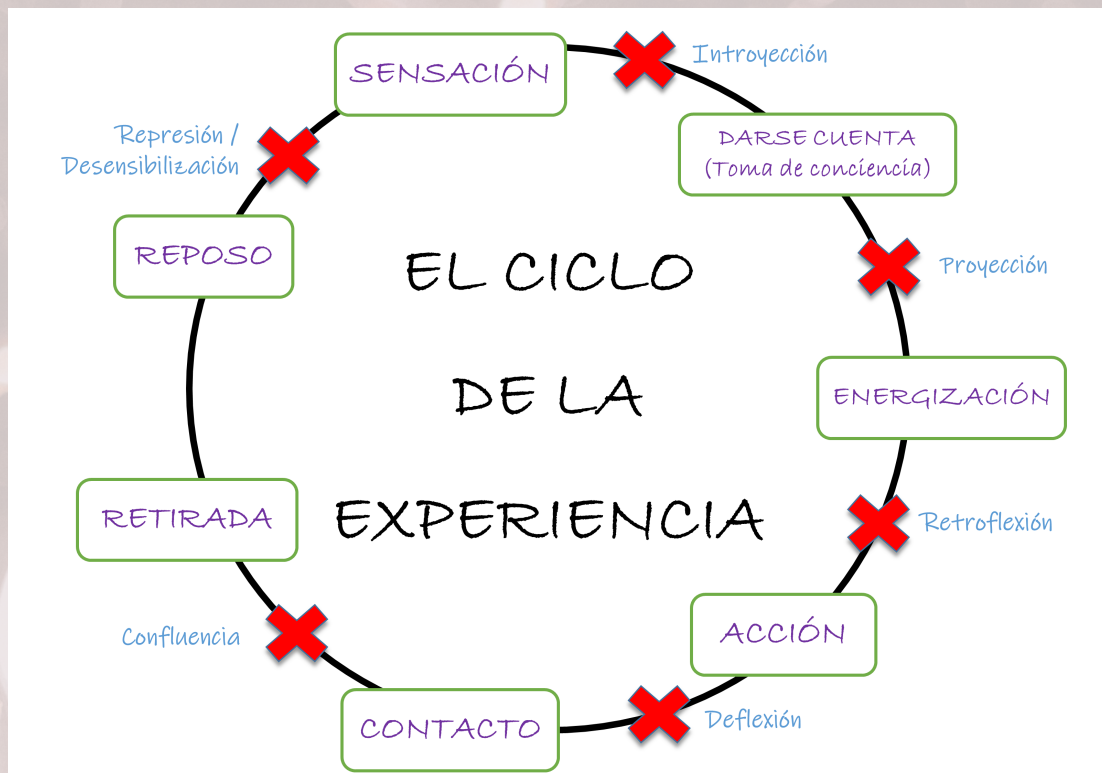 SENSACIÓN
Introyección
DARSE CUENTA
(Toma de conciencia)
Proyección
ENERGIZACIÓN
Retroflexión
ACCIÓN
Deflexión
CONTACTO
Confluencia
RETIRADA
REPOSO
Represión /
Desensibilización
EL CICLO
DE LA
EXPERIENCIA